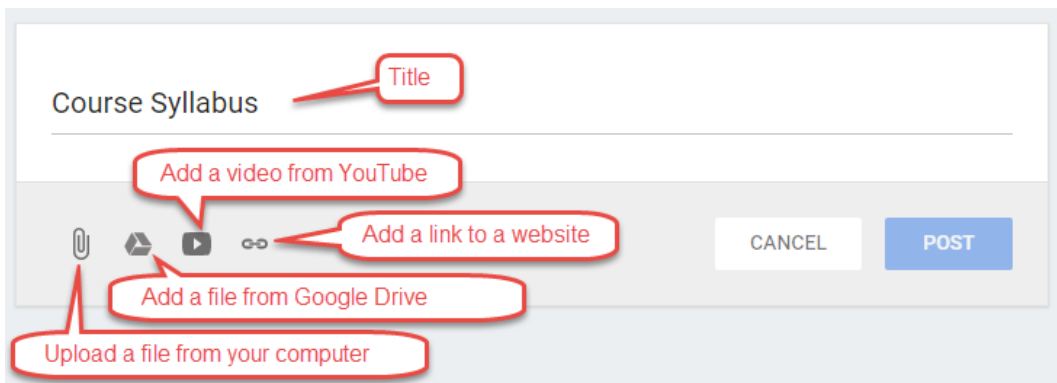 Title
Course Syllabus
Add a video from YouTube
Add a link to a website
CANCEL
POST
Add a file from Google Drive
Upload a file from your computer